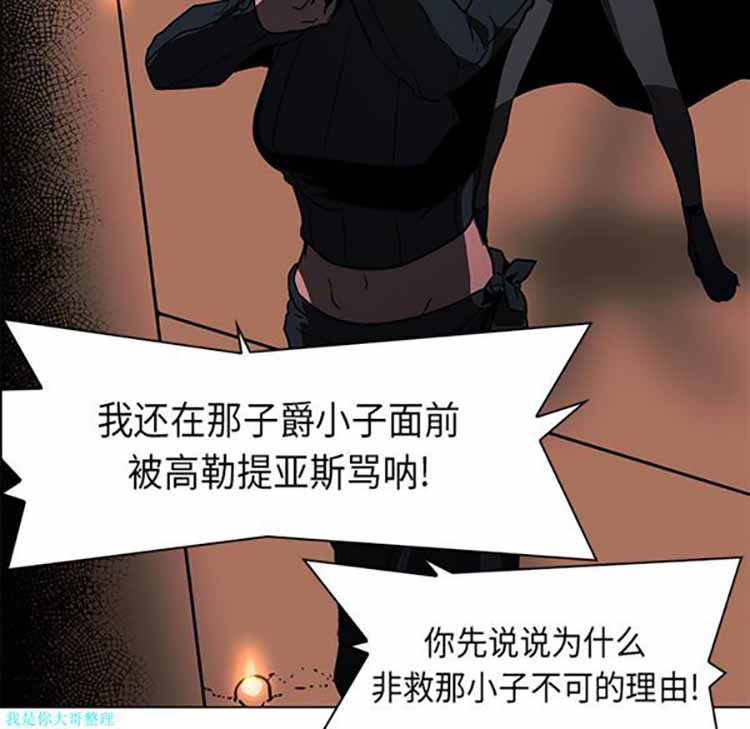 我还在那子爵小子面前
被高勒提亚斯骂呐!
你先说说为什么
非救那小子不可的理由!
我是你大哥整理